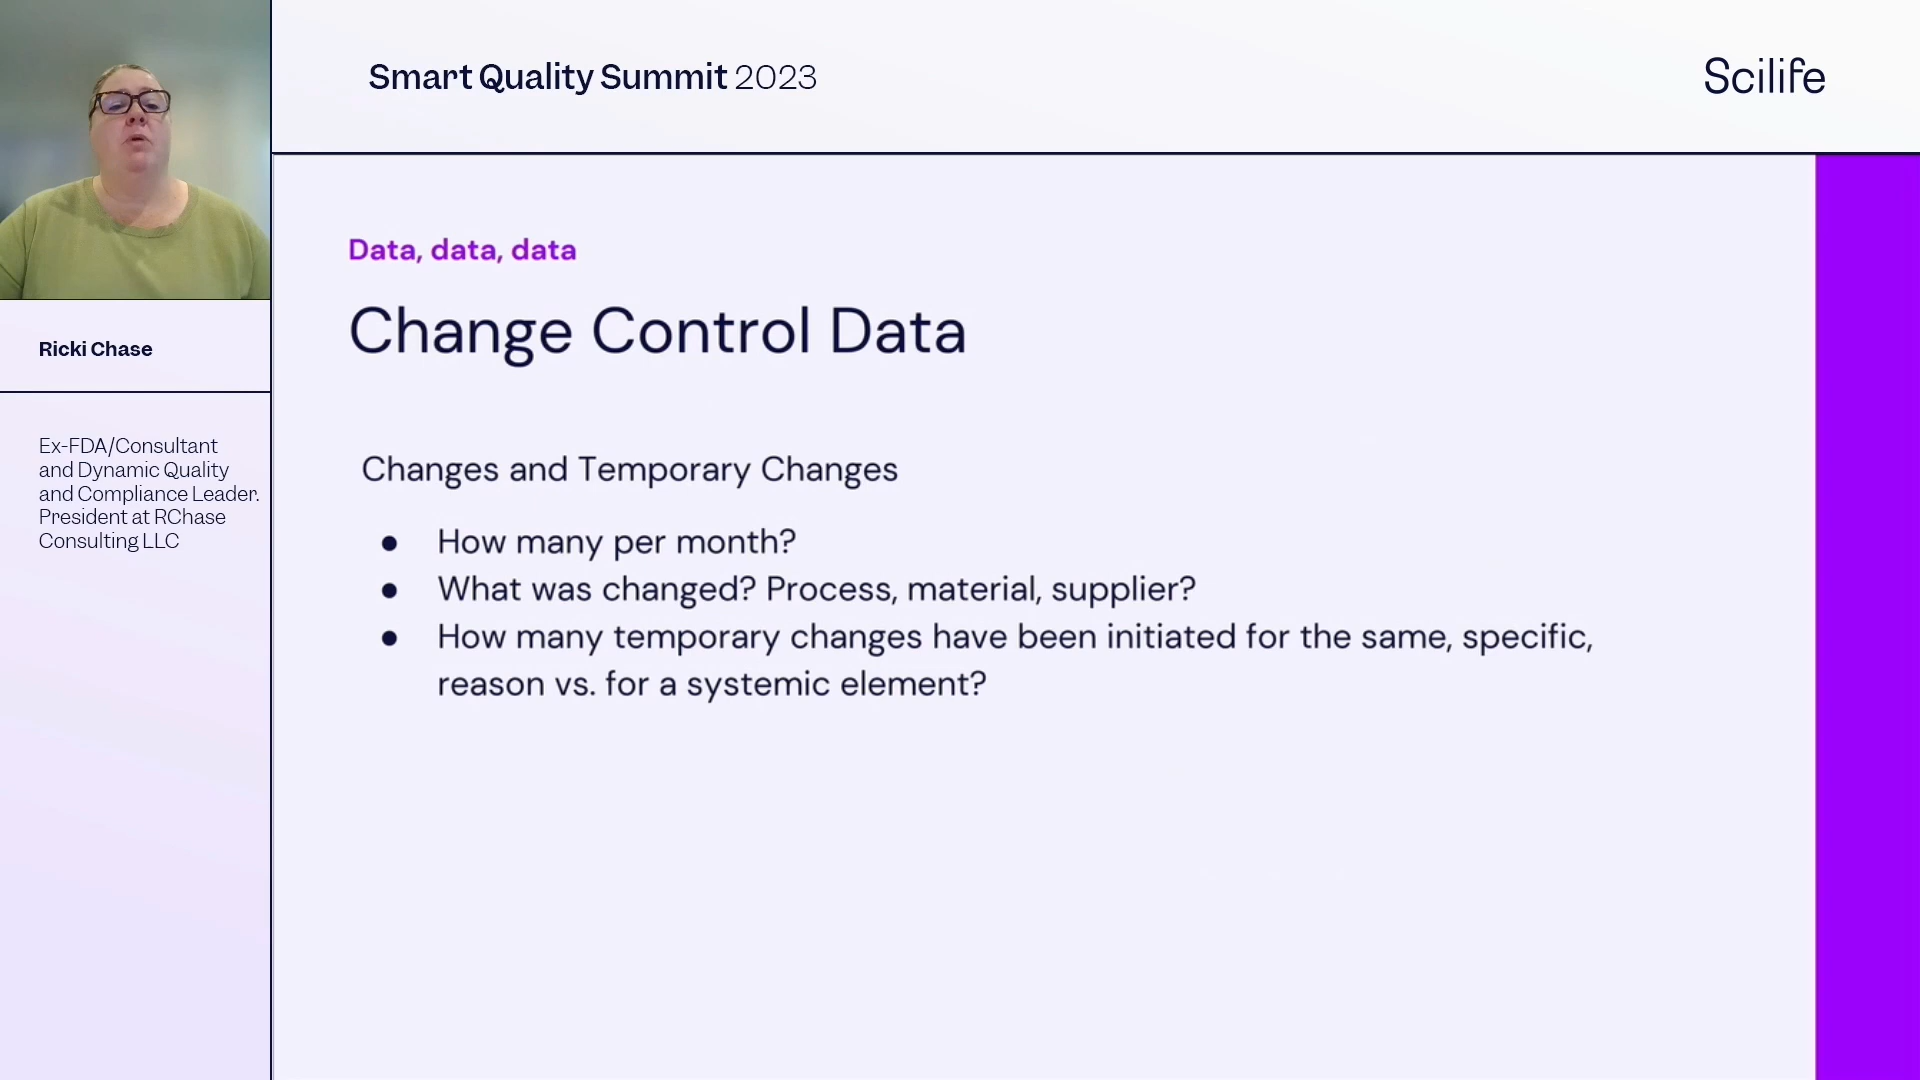 Smart Quality Summit 2023
Scilife
Ricki Chase
Ex-FDA/Consultant
and Dynamic Quality
and Compliance Leader.
President at RChase
Consulting LLC
Data, data, data
Change Control Data
Changes and Temporary Changes
● How many per month?
● What was changed? Process, material, supplier?
● How many temporary changes have been initiated for the same, specific,
reason vs. for a systemic element?